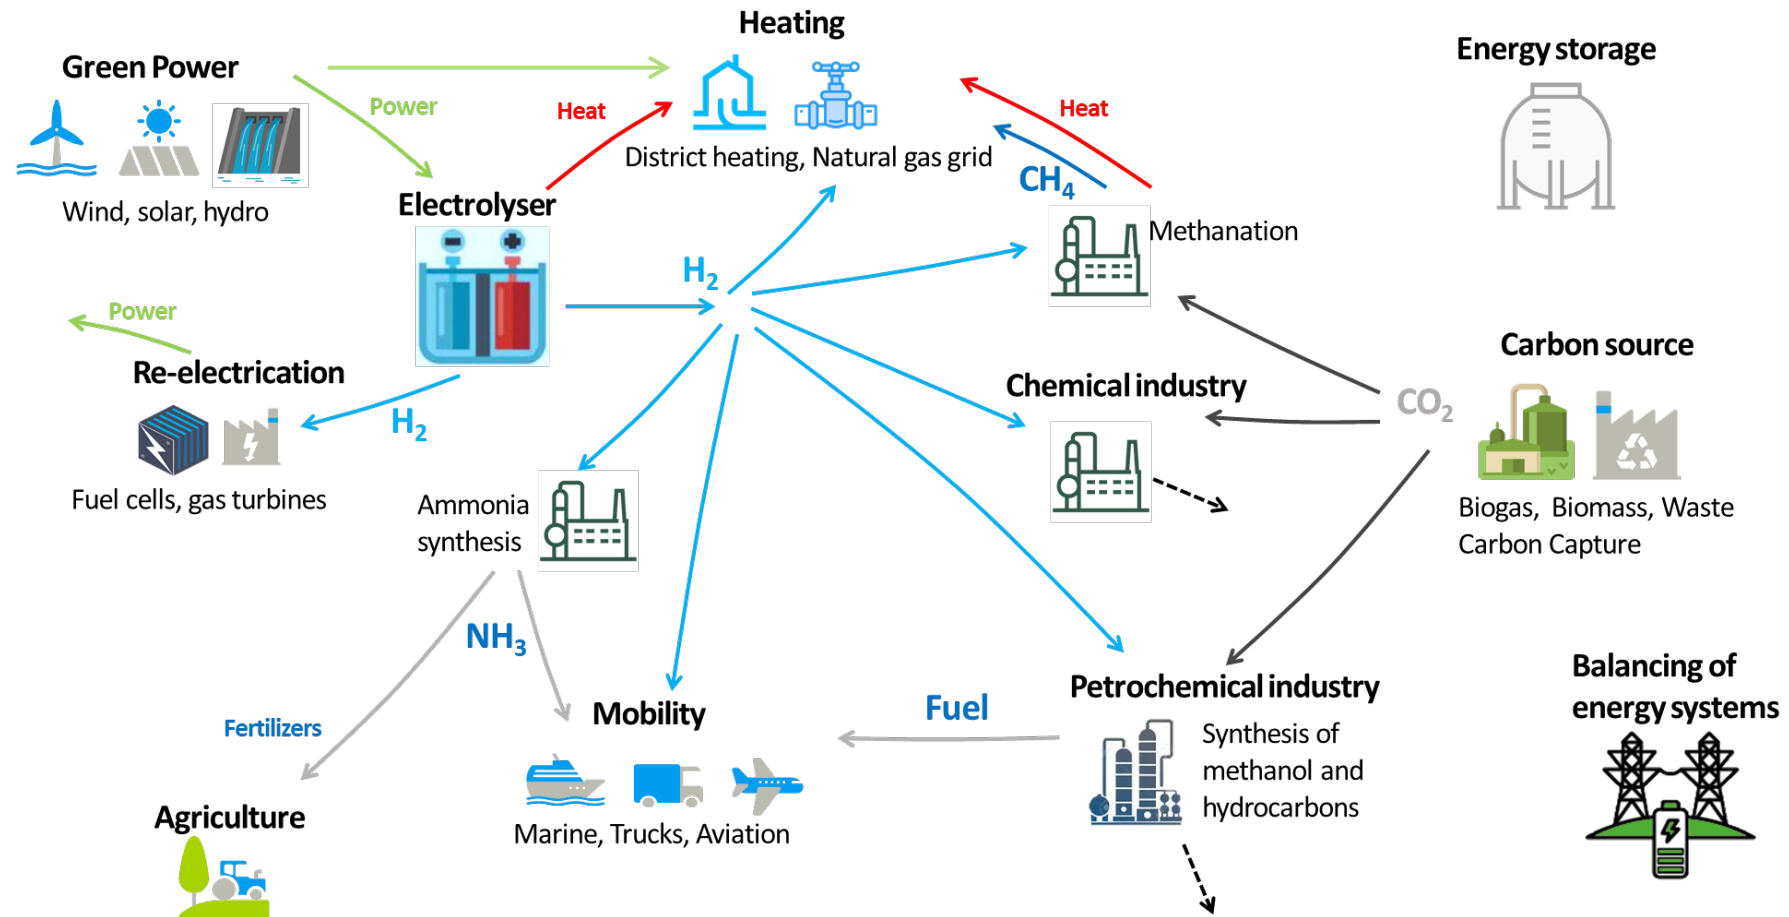 Heating
Energy storage
Green Power
Power
Heat
Heat
District heating, Natural gas grid
CH₄
Wind, solar, hydro
Electrolyser
Methanation
H₂
Power
Re-electrication
Carbon source
Chemical industry
CO₂
H₂
Fuel cells, gas turbines
Ammonia
synthesis
Biogas, Biomass, Waste
Carbon Capture
NH₃
Balancing of
energy systems
Petrochemical industry
Fuel
Mobility
Fertilizers
Synthesis of
methanol and
hydrocarbons
Agriculture
Marine, Trucks, Aviation